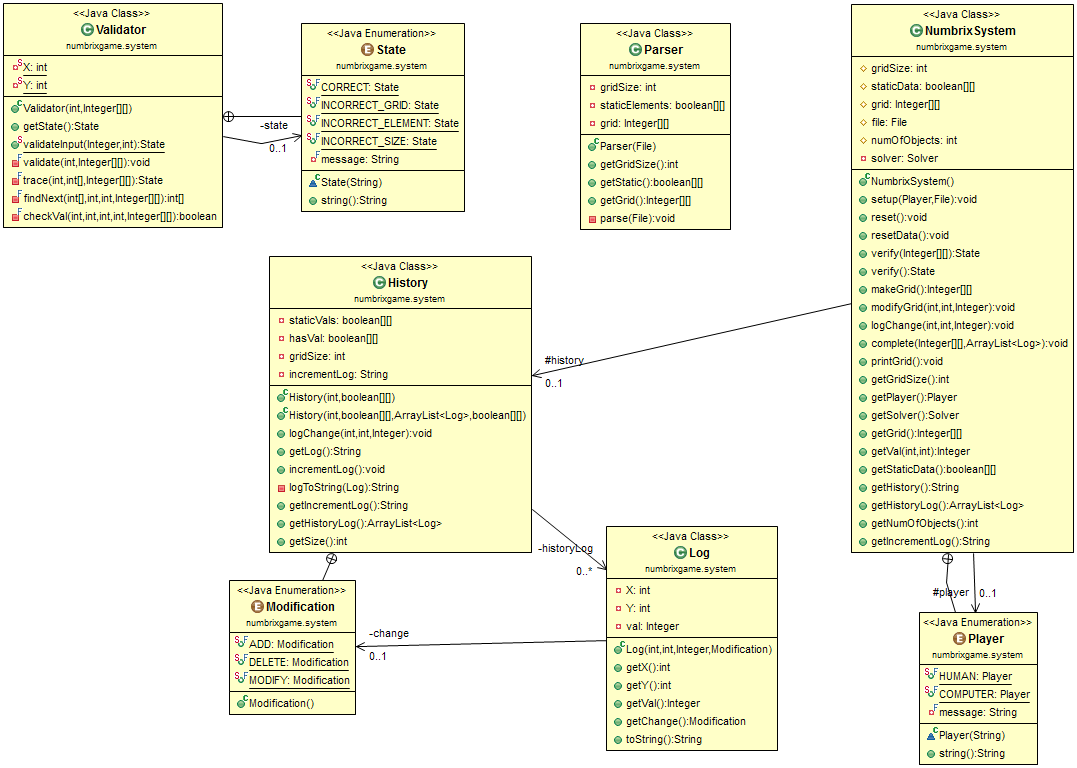 <<Java Class>>
Validator
numbrixgame.system
X: int
Y: int
Validator(int,Integer[][])
getState():State
validateInput(Integer,int):State
validate(int,Integer[][]):void
trace(int,int[],Integer[][]):State
findNext(int[],int,int,Integer[][]):int[]
checkVal(int,int,int,int,Integer[][]):boolean
-state
0..1
<<Java Enumeration>>
State
numbrixgame.system
CORRECT: State
INCORRECT_GRID: State
INCORRECT_ELEMENT: State
INCORRECT_SIZE: State
message: String
State(String)
string():String
<<Java Class>>
Parser
numbrixgame.system
gridSize: int
staticElements: boolean[][]
grid: Integer[][]
Parser(File)
getGridSize():int
getStatic():boolean[][]
getGrid():Integer[][]
parse(File):void
<<Java Class>>
NumbrixSystem
numbrixgame.system
gridSize: int
staticData: boolean[][]
grid: Integer[][]
file: File
numOfObjects: int
solver: Solver
NumbrixSystem()
setup(Player,File):void
reset():void
resetData():void
verify(Integer[][]):State
verify():State
makeGrid():Integer[][]
modifyGrid(int,int,Integer):void
logChange(int,int,Integer):void
complete(Integer[][],ArrayList<Log>):void
printGrid():void
getGridSize():int
getPlayer():Player
getSolver():Solver
getGrid():Integer[][]
getVal(int,int):Integer
getStaticData():boolean[][]
getHistory():String
getHistoryLog():ArrayList<Log>
getNumOfObjects():int
getIncrementLog():String
<<Java Class>>
History
numbrixgame.system
staticVals: boolean[][]
hasVal: boolean[][]
gridSize: int
incrementLog: String
History(int,boolean[][])
History(int,boolean[][],ArrayList<Log>,boolean[][])
logChange(int,int,Integer):void
getLog():String
incrementLog():void
logToString(Log):String
getIncrementLog():String
getHistoryLog():ArrayList<Log>
getSize():int
#history
0..1
-historyLog
0..*
<<Java Class>>
Log
numbrixgame.system
X: int
Y: int
val: Integer
Log(int,int,Integer,Modification)
getX():int
getY():int
getVal():Integer
getChange():Modification
toString():String
<<Java Enumeration>>
Modification
numbrixgame.system
ADD: Modification
DELETE: Modification
MODIFY: Modification
Modification()
-change
0..1
#player
0..1
<<Java Enumeration>>
Player
numbrixgame.system
HUMAN: Player
COMPUTER: Player
message: String
Player(String)
string():String